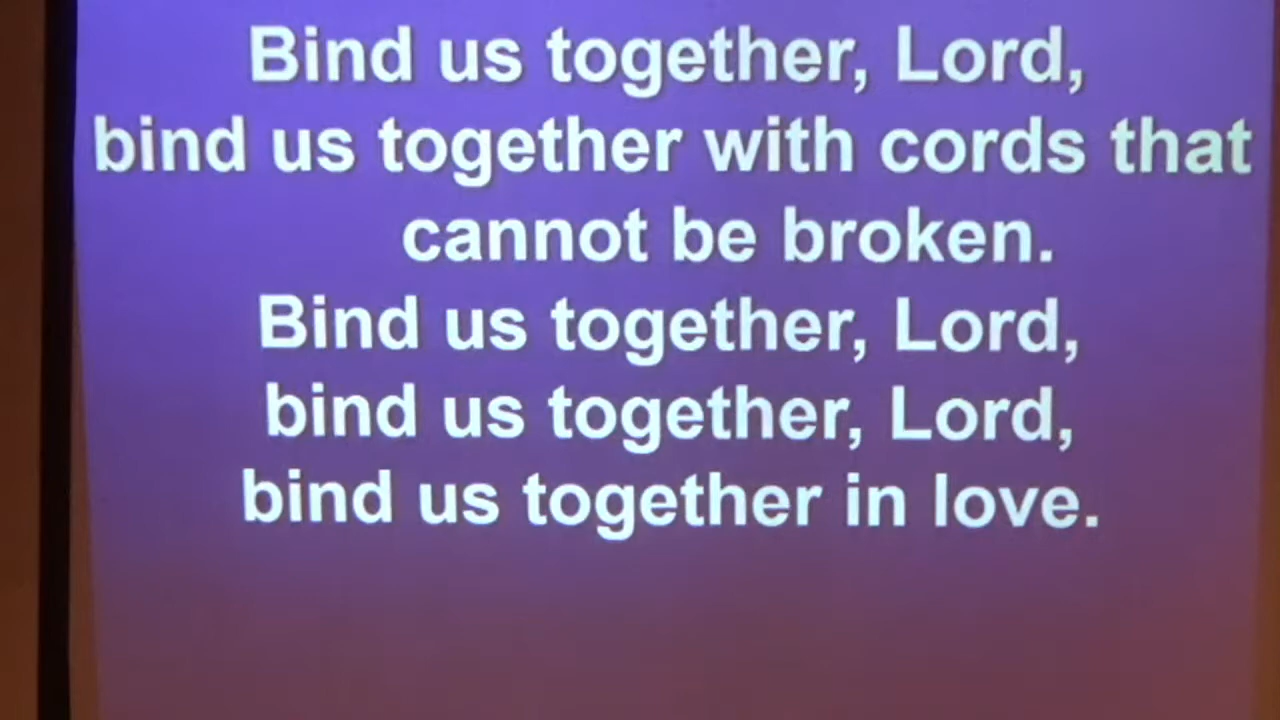 Bind us together, Lord,
bind us together with cords that
cannot be broken.
Bind us together, Lord,
bind us together, Lord,
bind us together in love.